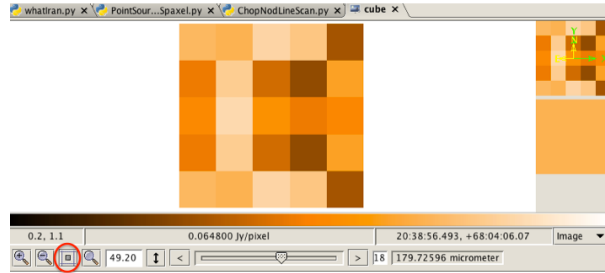 whatIran.py × PointSour...Spaxel.py × ChopNodLineScan.py × cube ×
Y
N
0.2, 1.1 0.064800 Jy/pixel 20:38:56.493, +68:04:06.07 Image
49.20 < > 18 179.72596 micrometer